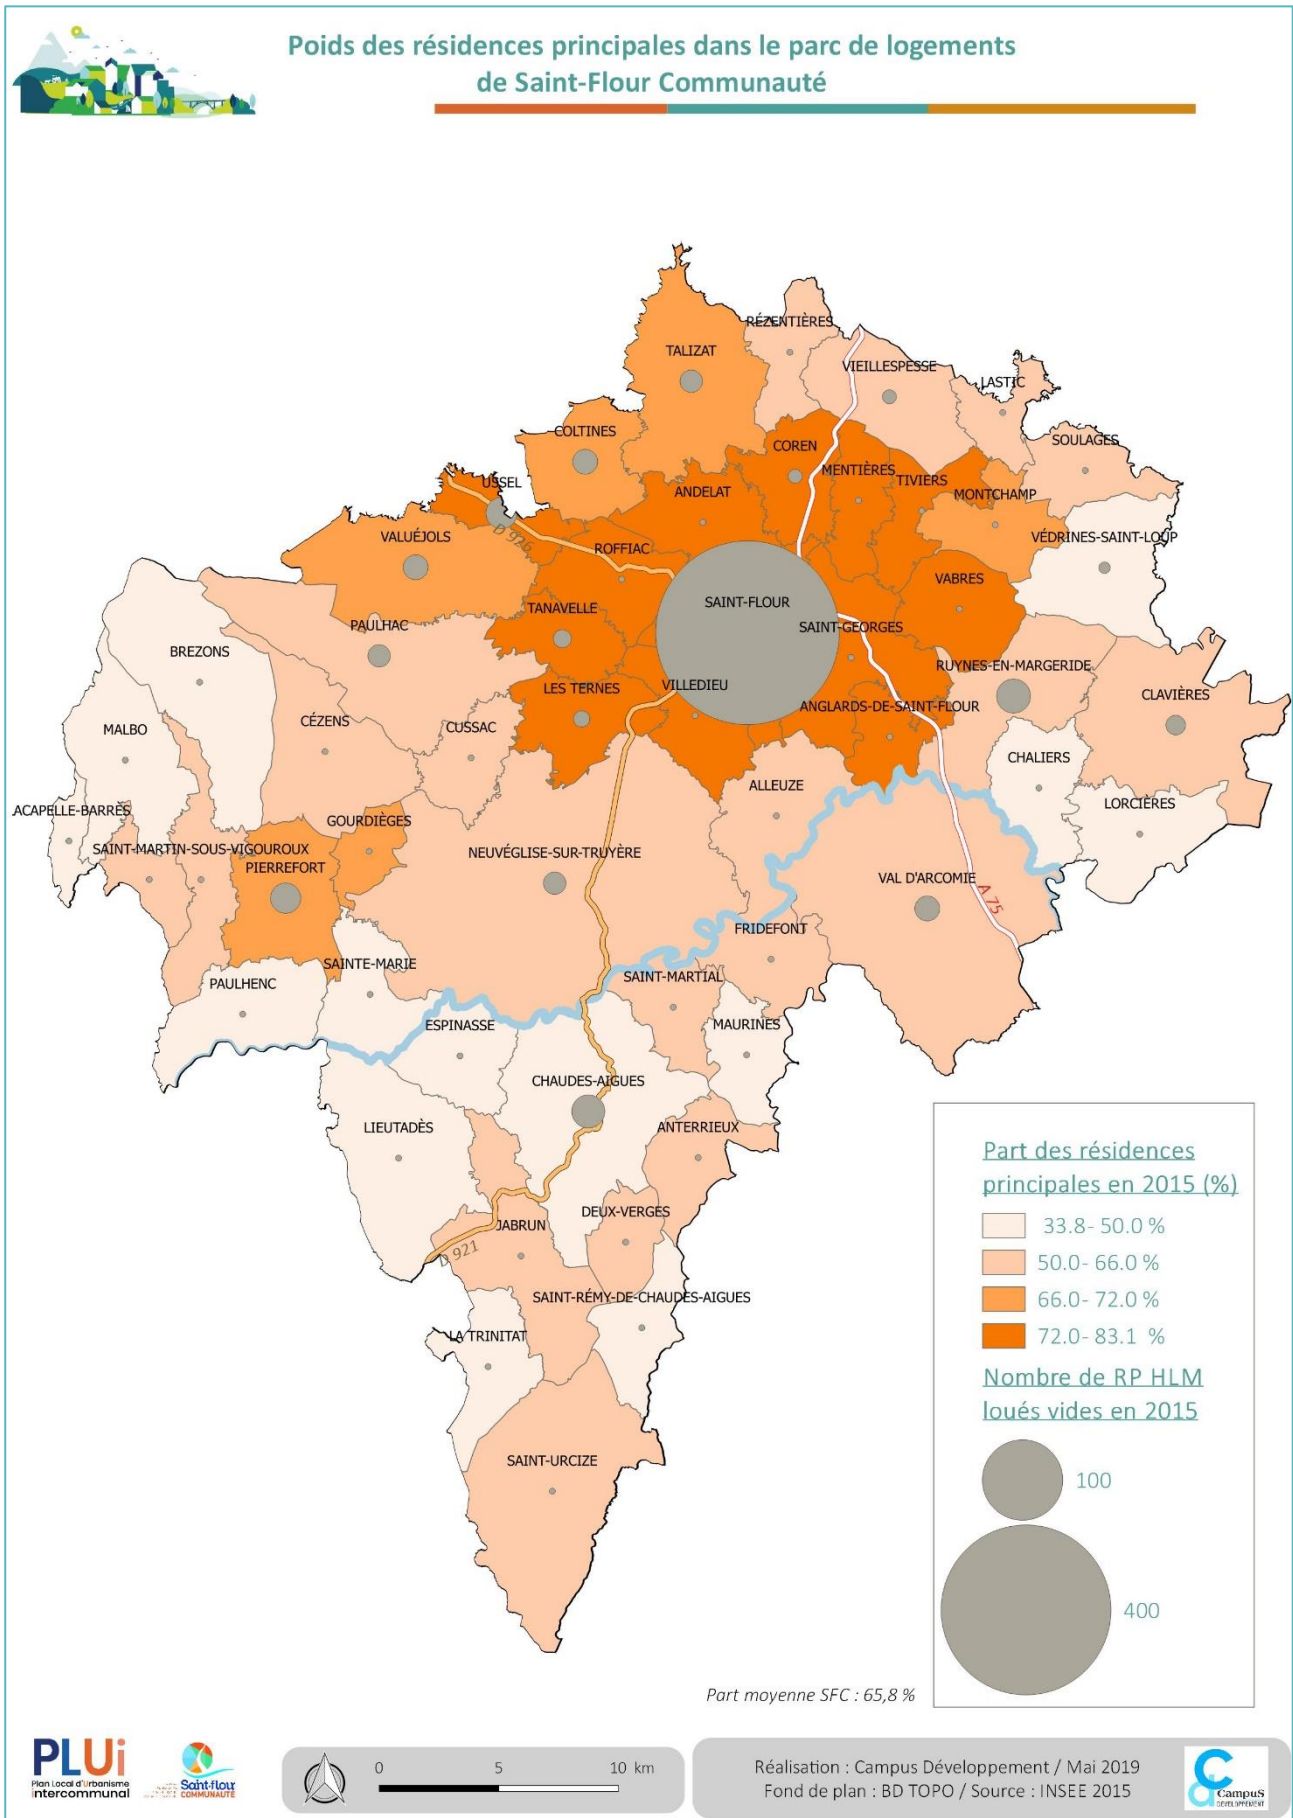 Poids des résidences principales dans le parc de logements
de Saint-Flour Communauté
RÉZENTIÈRES
TALIZAT
VIEILLESPESSE
LASTIC
COLTINES
SOULAGES
COREN
MENTIÈRES
TIVIERS
USSEL
ANDELAT
MONTCHAMP
VALUÉJOLS
D 926
ROFFIAC
VÉDRINES-SAINT-LOUP
VABRES
SAINT-FLOUR
TANAVELLE
PAULHAC
SAINT-GEORGES
BREZONS
RUYNES-EN-MARGERIDE
LES TERNES
VILLEDIEU
CLAVIÈRES
ANGLARDS-DE-SAINT-FLOUR
CÉZENS
CUSSAC
MALBO
CHALIERS
ALLEUZE
LORCIÈRES
ACAPELLE-BARRÈS
GOURDIÈGES
SAINT-MARTIN-SOUS-VIGOUROUX
NEUVÉGLISE-SUR-TRUYÈRE
PIERREFORT
VAL D'ARCOMIE
A 75
FRIDEFONT
SAINTE-MARIE
SAINT-MARTIAL
PAULHENC
ESPINASSE
MAURINES
CHAUDES-AIGUES
LIEUTADÈS
ANTERRIEUX
DEUX-VERGES
JABRUN
D 921
SAINT-RÉMY-DE-CHAUDES-AIGUES
LA TRINITAT
SAINT-URCIZE
Part des résidences
principales en 2015 (%)
33.8- 50.0 %
50.0- 66.0 %
66.0- 72.0 %
72.0- 83.1 %
Nombre de RP HLM
loués vides en 2015
100
400
Part moyenne SFC : 65,8 %
PLUi
Plan Local d'Urbanisme
intercommunal
Saint-flour
COMMUNAUTÉ
0 5 10 km
Réalisation : Campus Développement / Mai 2019
Fond de plan : BD TOPO / Source : INSEE 2015
CampuS
DÉVELOPPEMENT